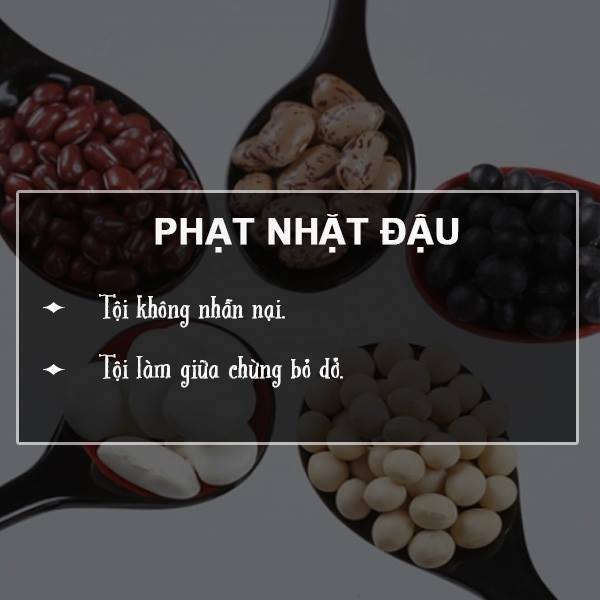 PHẠT NHẶT ĐẬU
Tội không nhẫn nại.
Tội làm giữa chừng bỏ dở.